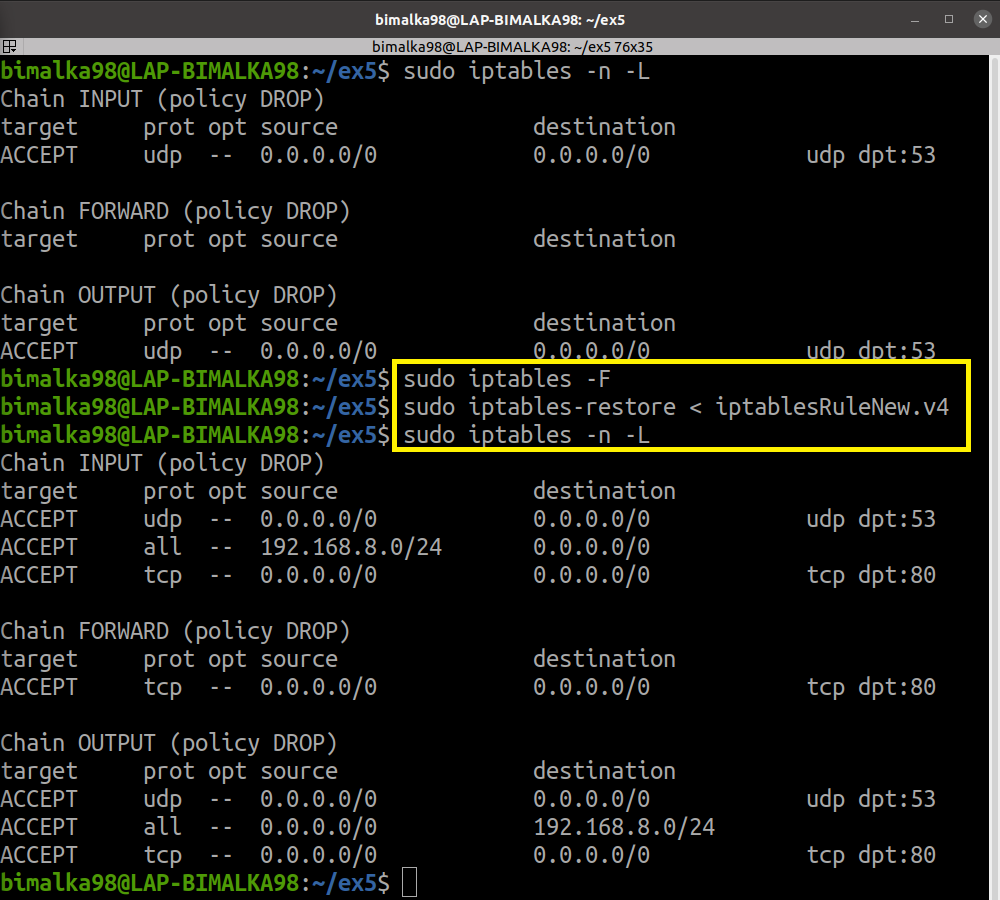 bimalka98@LAP-BIMALKA98: ~/ex5
bimalka98@LAP-BIMALKA98: ~/ex5 76x35
bimalka98@LAP-BIMALKA98:~/ex5$ sudo iptables -n -L
Chain INPUT (policy DROP)
target     prot opt source               destination
ACCEPT     udp  --  0.0.0.0/0            0.0.0.0/0            udp dpt:53

Chain FORWARD (policy DROP)
target     prot opt source               destination

Chain OUTPUT (policy DROP)
target     prot opt source               destination
ACCEPT     udp  --  0.0.0.0/0            0.0.0.0/0            udp dpt:53
bimalka98@LAP-BIMALKA98:~/ex5$ sudo iptables -F
bimalka98@LAP-BIMALKA98:~/ex5$ sudo iptables-restore < iptablesRuleNew.v4
bimalka98@LAP-BIMALKA98:~/ex5$ sudo iptables -n -L
Chain INPUT (policy DROP)
target     prot opt source               destination
ACCEPT     udp  --  0.0.0.0/0            0.0.0.0/0            udp dpt:53
ACCEPT     all  --  192.168.8.0/24       0.0.0.0/0
ACCEPT     tcp  --  0.0.0.0/0            0.0.0.0/0            tcp dpt:80

Chain FORWARD (policy DROP)
target     prot opt source               destination
ACCEPT     tcp  --  0.0.0.0/0            0.0.0.0/0            tcp dpt:80

Chain OUTPUT (policy DROP)
target     prot opt source               destination
ACCEPT     udp  --  0.0.0.0/0            0.0.0.0/0            udp dpt:53
ACCEPT     all  --  0.0.0.0/0            192.168.8.0/24
ACCEPT     tcp  --  0.0.0.0/0            0.0.0.0/0            tcp dpt:80
bimalka98@LAP-BIMALKA98:~/ex5$